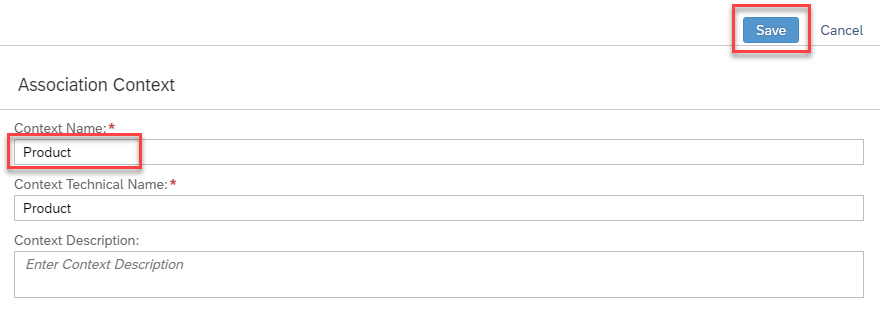 Save Cancel
Association Context
Context Name:*
Product
Context Technical Name:*
Product
Context Description:
Enter Context Description